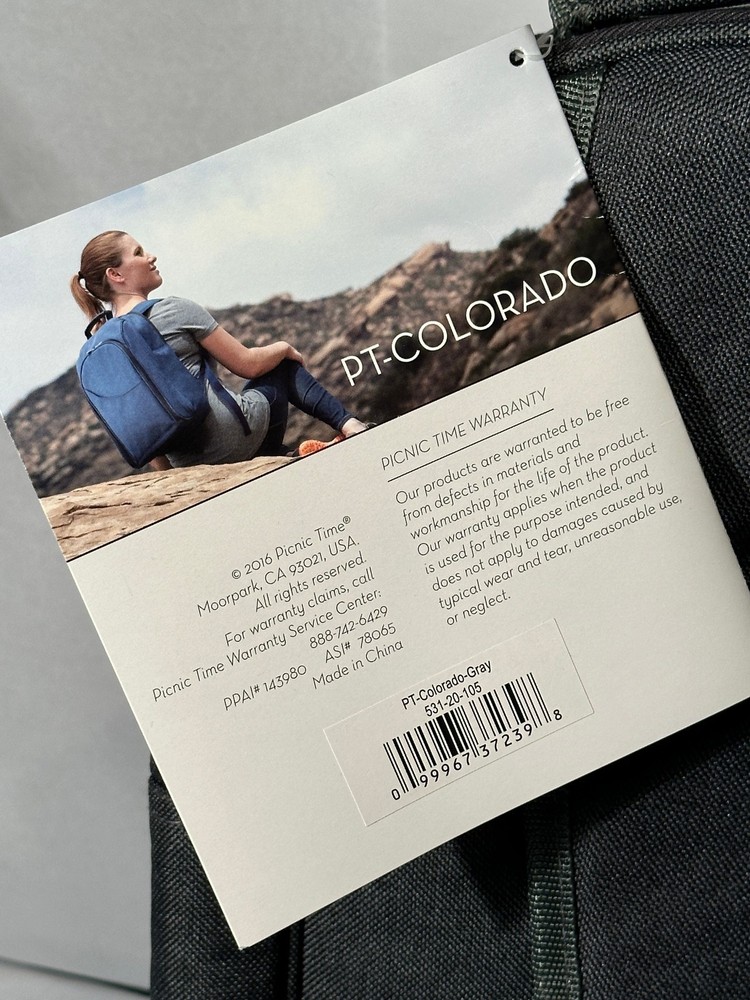 PT-COLORADO
PICNIC TIME WARRANTY
Our products are warranted to be free
from defects in materials and
workmanship for the life of the product.
Our warranty applies when the product
is used for the purpose intended, and
does not apply to damages caused by
typical wear and tear, unreasonable use,
or neglect.
© 2016 Picnic Time®
Moorpark, CA 93021, USA.
All rights reserved.
For warranty claims, call
Picnic Time Warranty Service Center:
888-742-6429
PPAI# 143980 ASI# 78065
Made in China
PT-Colorado-Gray
531-20-105
0 99967 37239 8